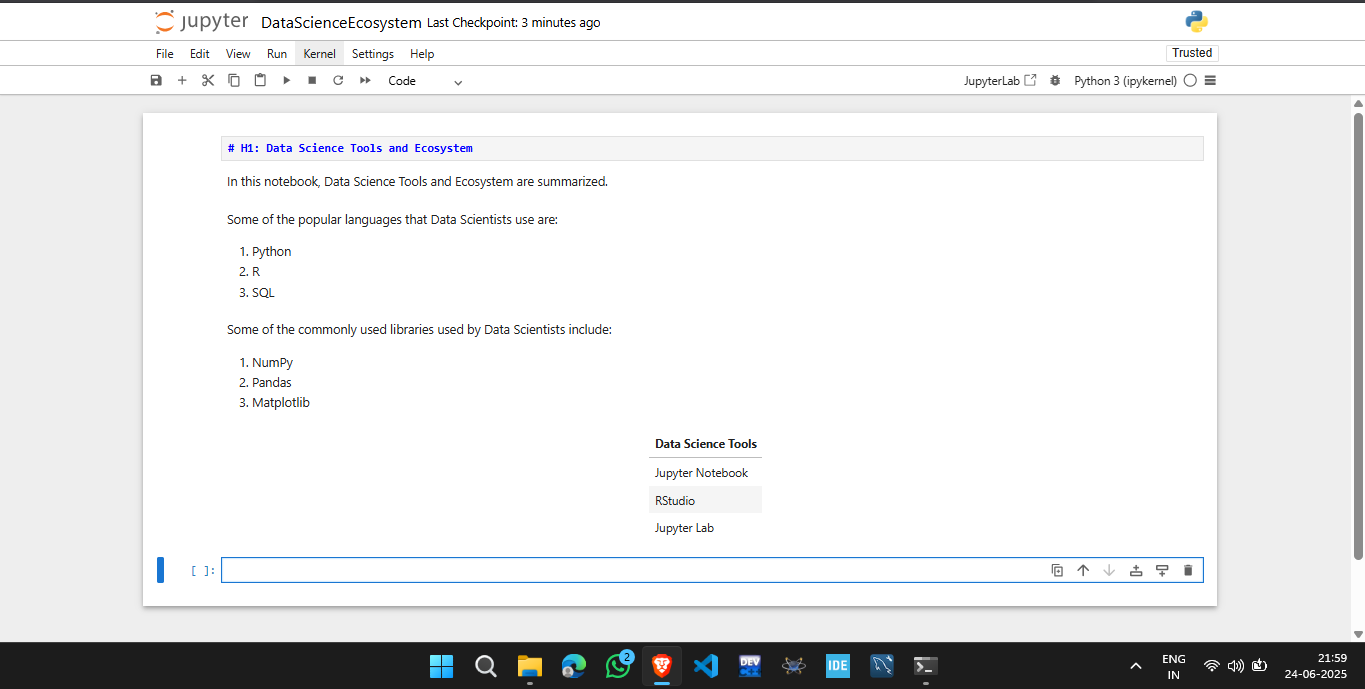 jupyter DataScienceEcosystem Last Checkpoint: 3 minutes ago
File Edit View Run Kernel Settings Help
Trusted
Code
JupyterLab Python 3 (ipykernel)
# H1: Data Science Tools and Ecosystem
In this notebook, Data Science Tools and Ecosystem are summarized.
Some of the popular languages that Data Scientists use are:
1. Python
2. R
3. SQL
Some of the commonly used libraries used by Data Scientists include:
1. NumPy
2. Pandas
3. Matplotlib
Data Science Tools
Jupyter Notebook
RStudio
Jupyter Lab
[ ]:
2
DEV
IDE
ENG
IN
21:59
24-06-2025